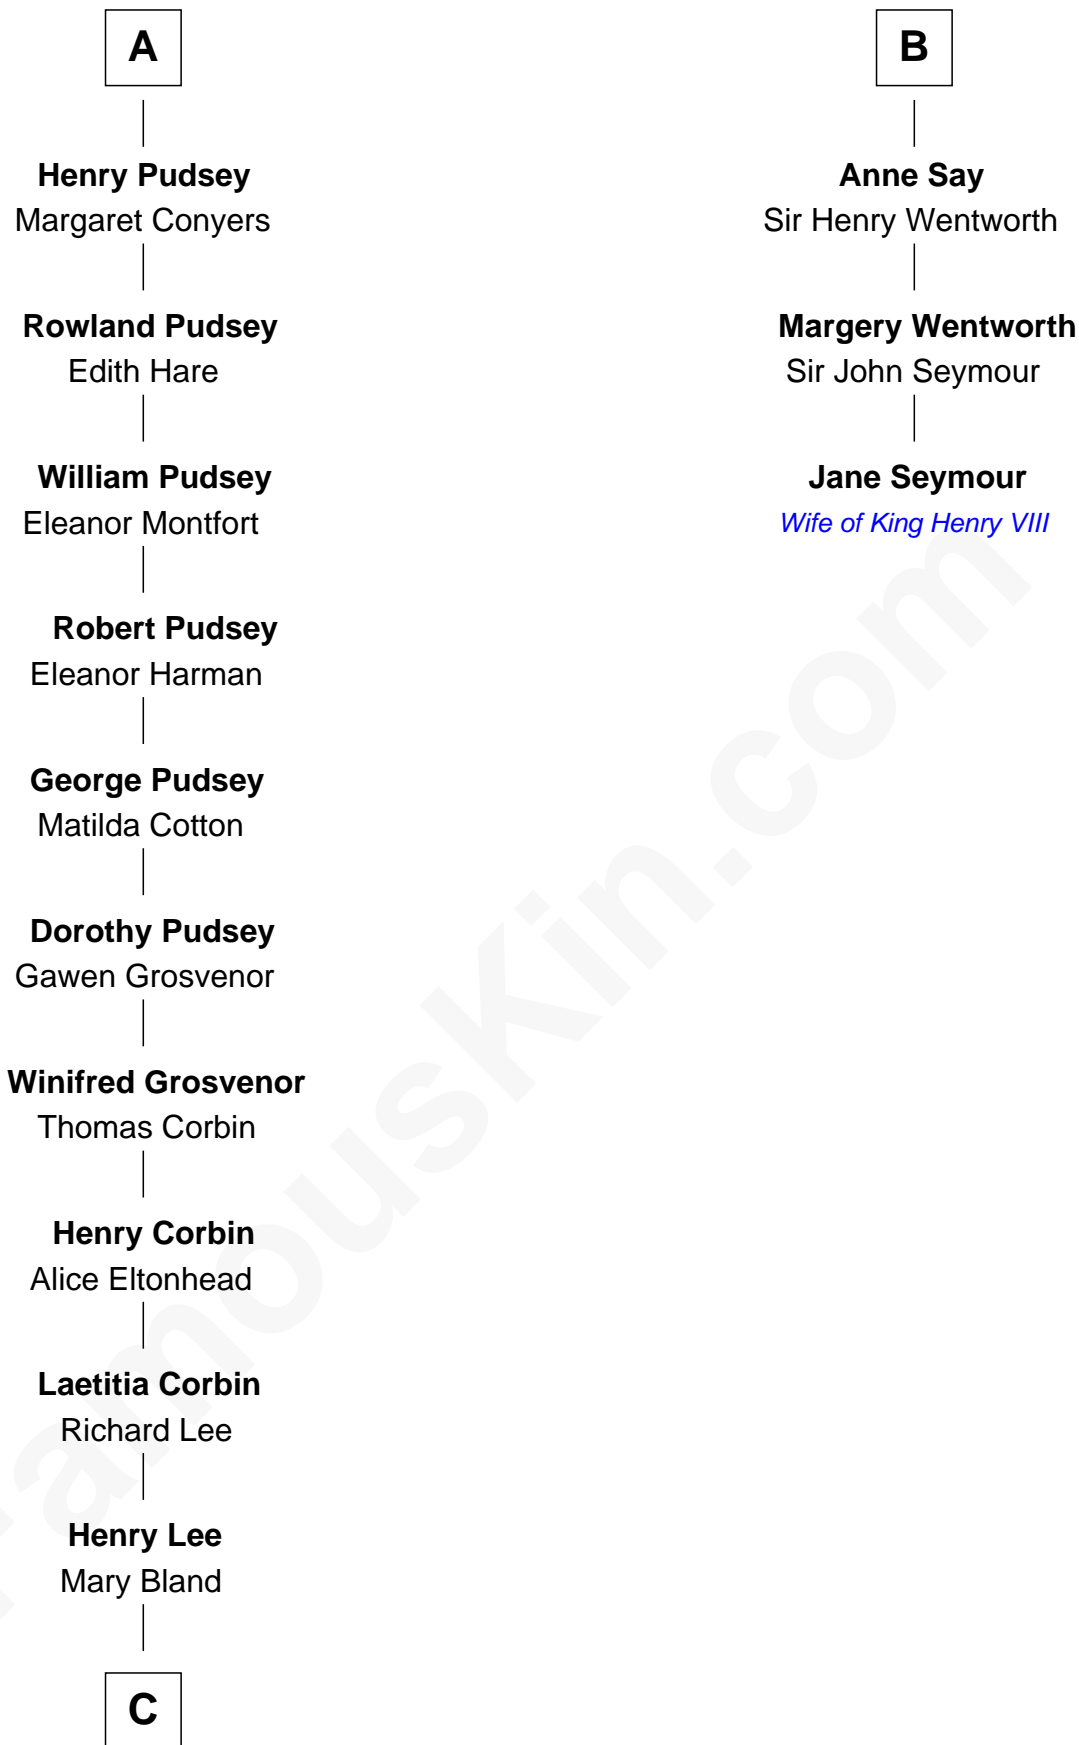 A
Henry Pudsey
Margaret Conyers
Rowland Pudsey
Edith Hare
William Pudsey
Eleanor Montfort
Robert Pudsey
Eleanor Harman
George Pudsey
Matilda Cotton
Dorothy Pudsey
Gawen Grosvenor
Winifred Grosvenor
Thomas Corbin
Henry Corbin
Alice Eltonhead
Laetitia Corbin
Richard Lee
Henry Lee
Mary Bland
C
B
Anne Say
Sir Henry Wentworth
Margery Wentworth
Sir John Seymour
Jane Seymour
Wife of King Henry VIII
FamousKin.com